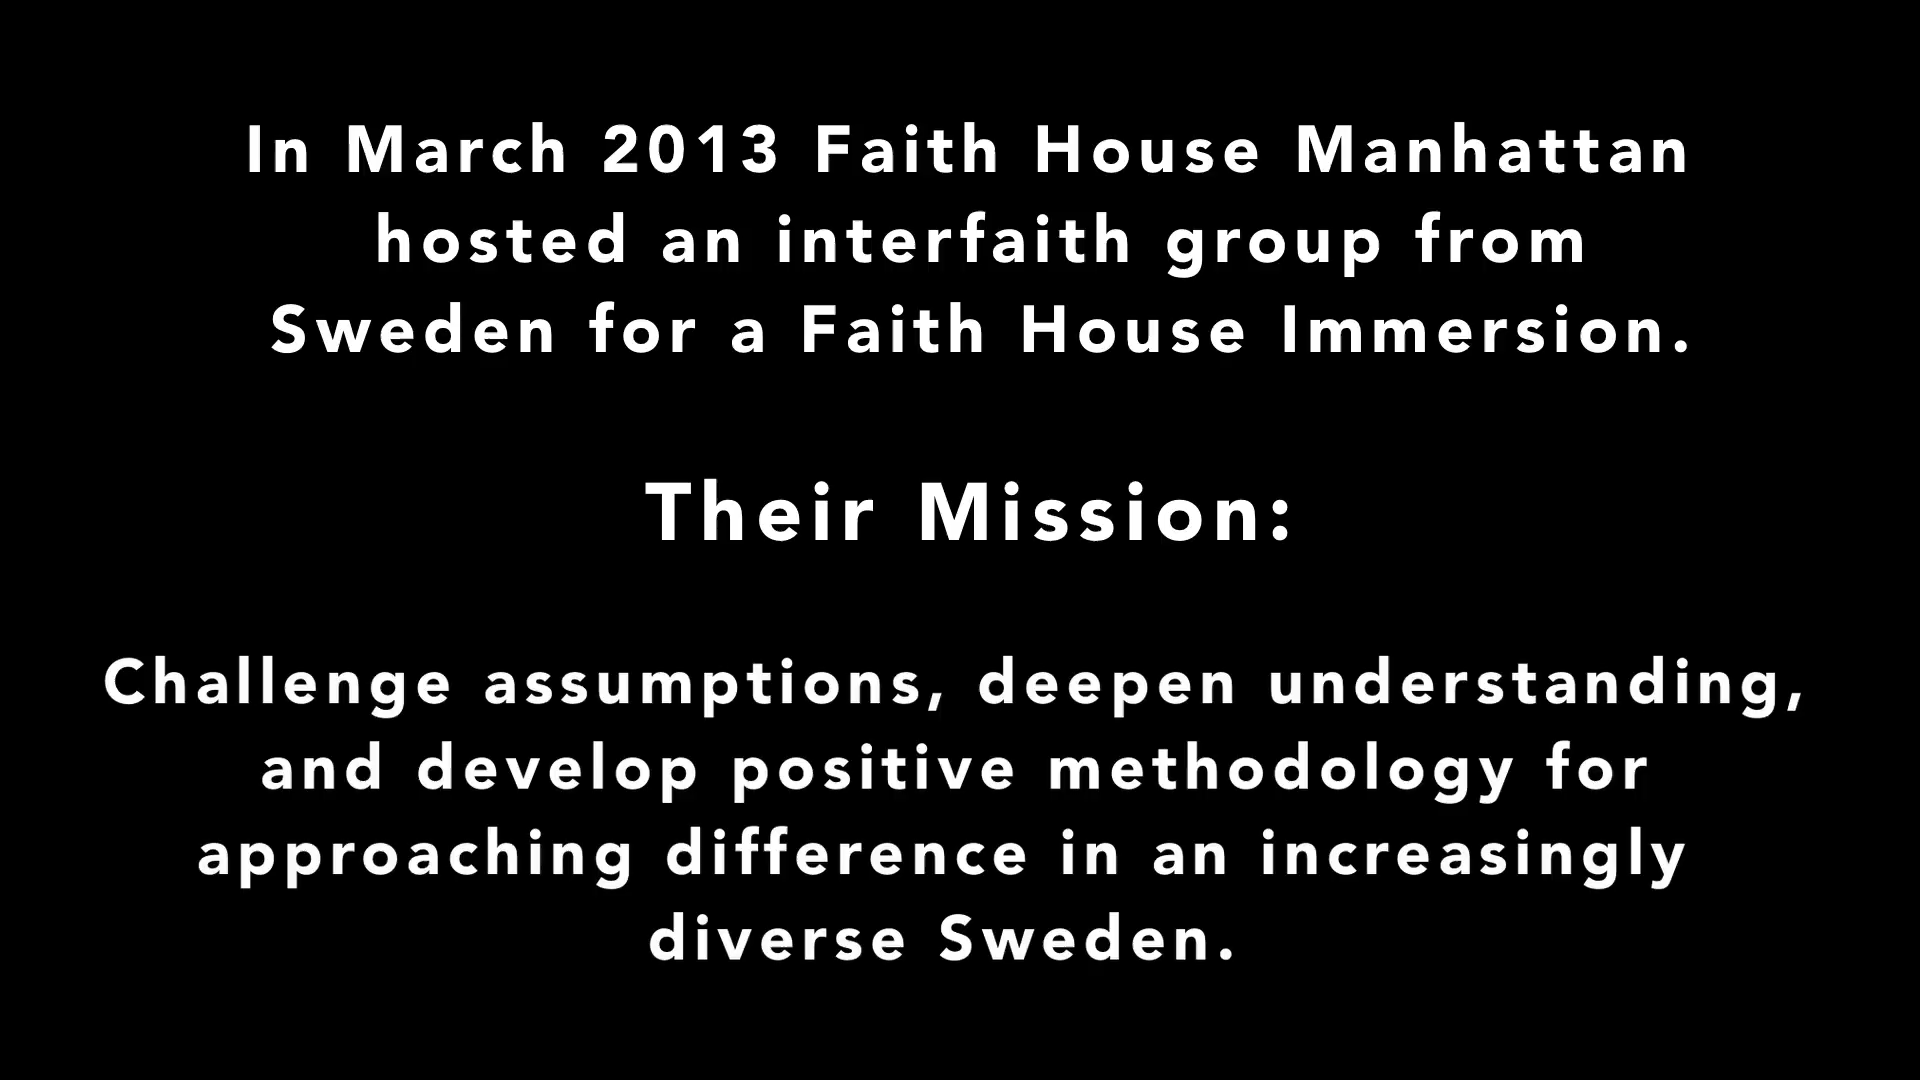 In March 2013 Faith House Manhattan
hosted an interfaith group from
Sweden for a Faith House Immersion.
Their Mission:
Challenge assumptions, deepen understanding,
and develop positive methodology for
approaching difference in an increasingly
diverse Sweden.